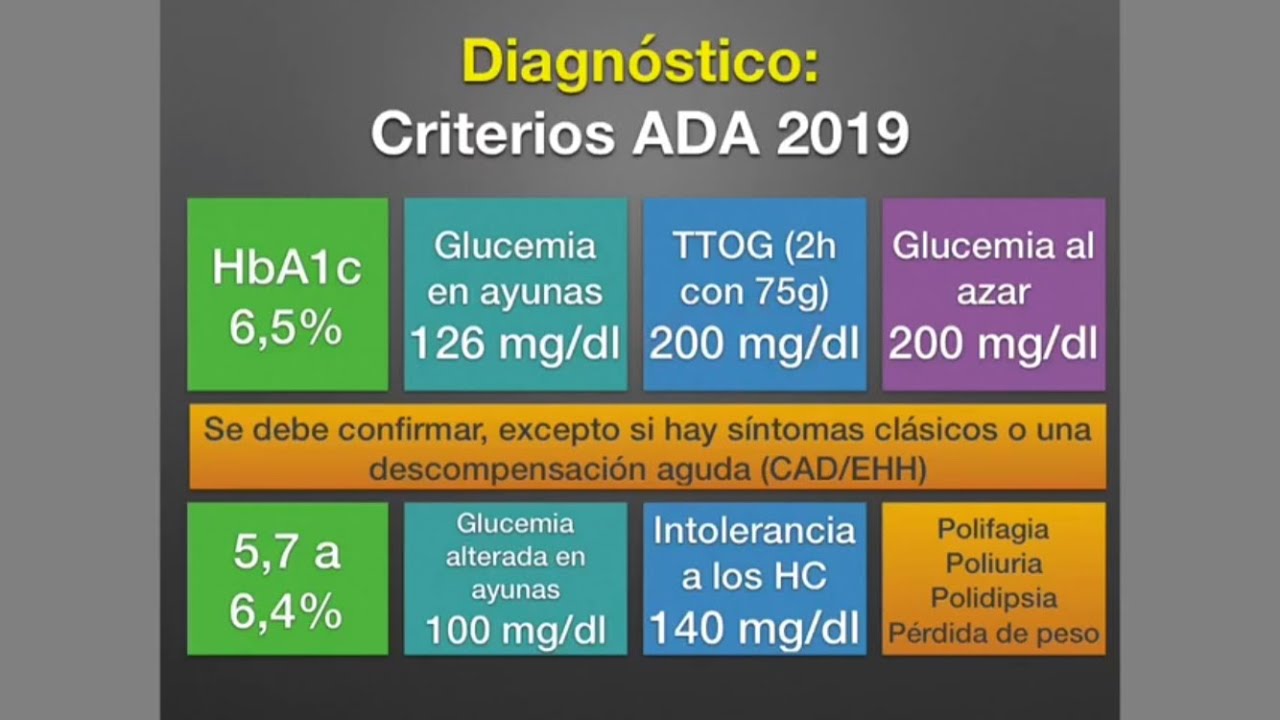 Diagnóstico:
Criterios ADA 2019
HbA1c
6,5%
Glucemia
en ayunas
126 mg/dl
TTOG (2h
con 75g)
200 mg/dl
Glucemia al
azar
200 mg/dl
Se debe confirmar, excepto si hay síntomas clásicos o una
descompensación aguda (CAD/EHH)
5,7 a
6,4%
Glucemia
alterada en
ayunas
100 mg/dl
Intolerancia
a los HC
140 mg/dl
Polifagia
Poliuria
Polidipsia
Pérdida de peso